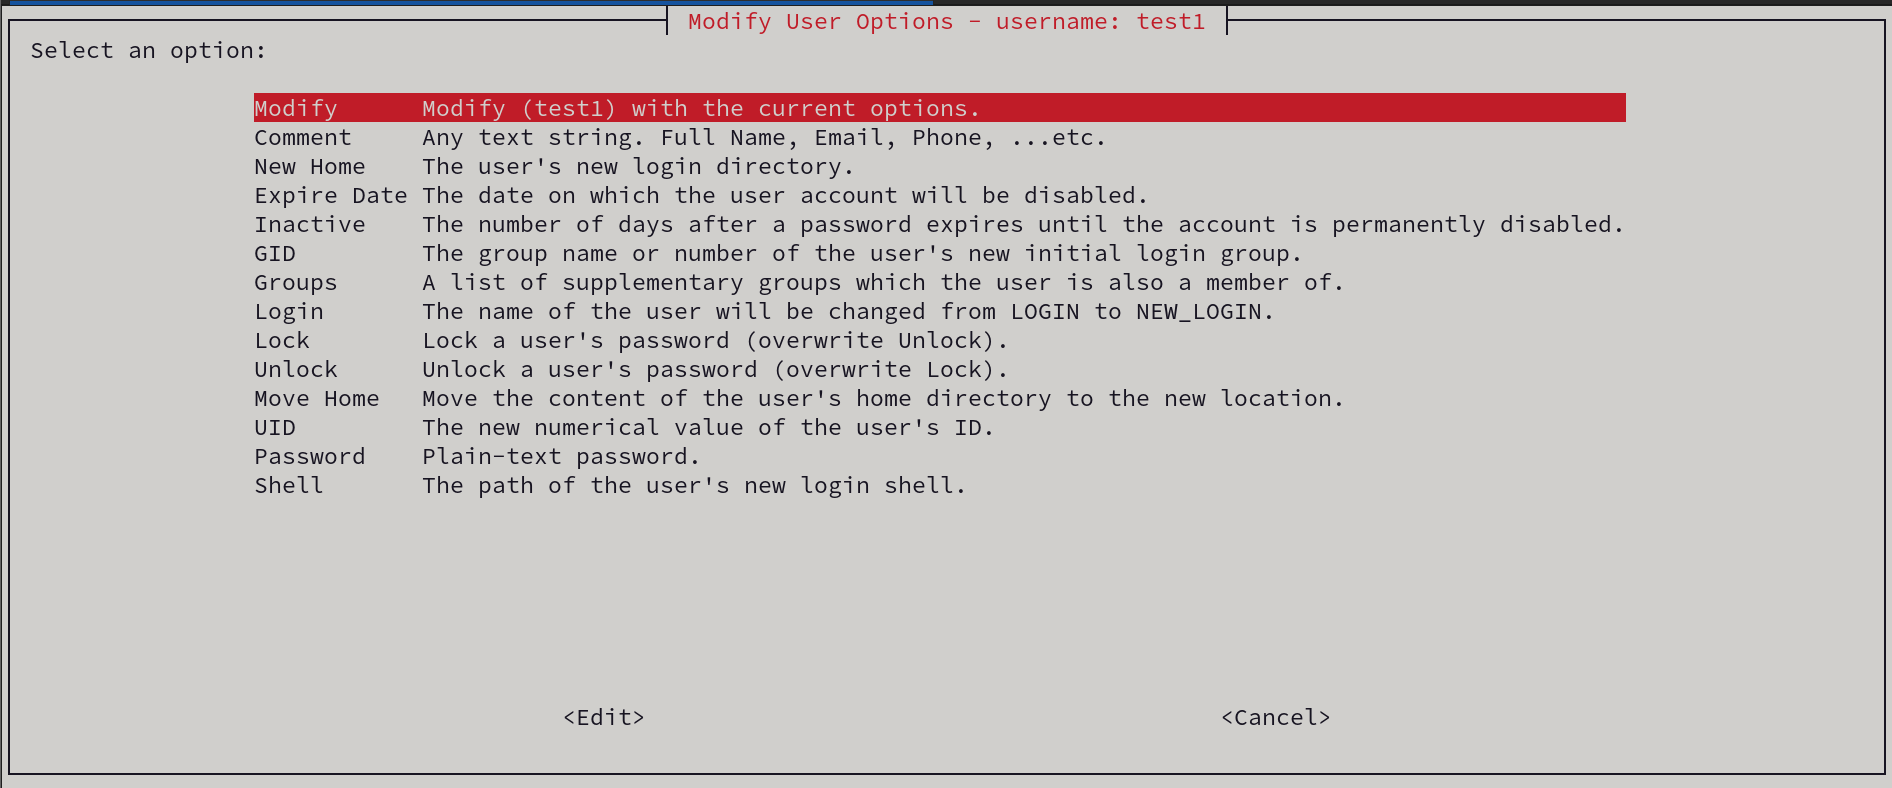 Modify User Options - username: test1
Select an option:
Modify Modify (test1) with the current options.
Comment Any text string. Full Name, Email, Phone, ...etc.
New Home The user's new login directory.
Expire Date The date on which the user account will be disabled.
Inactive The number of days after a password expires until the account is permanently disabled.
GID The group name or number of the user's new initial login group.
Groups A list of supplementary groups which the user is also a member of.
Login The name of the user will be changed from LOGIN to NEW_LOGIN.
Lock Lock a user's password (overwrite Unlock).
Unlock Unlock a user's password (overwrite Lock).
Move Home Move the content of the user's home directory to the new location.
UID The new numerical value of the user's ID.
Password Plain-text password.
Shell The path of the user's new login shell.
<Edit> <Cancel>